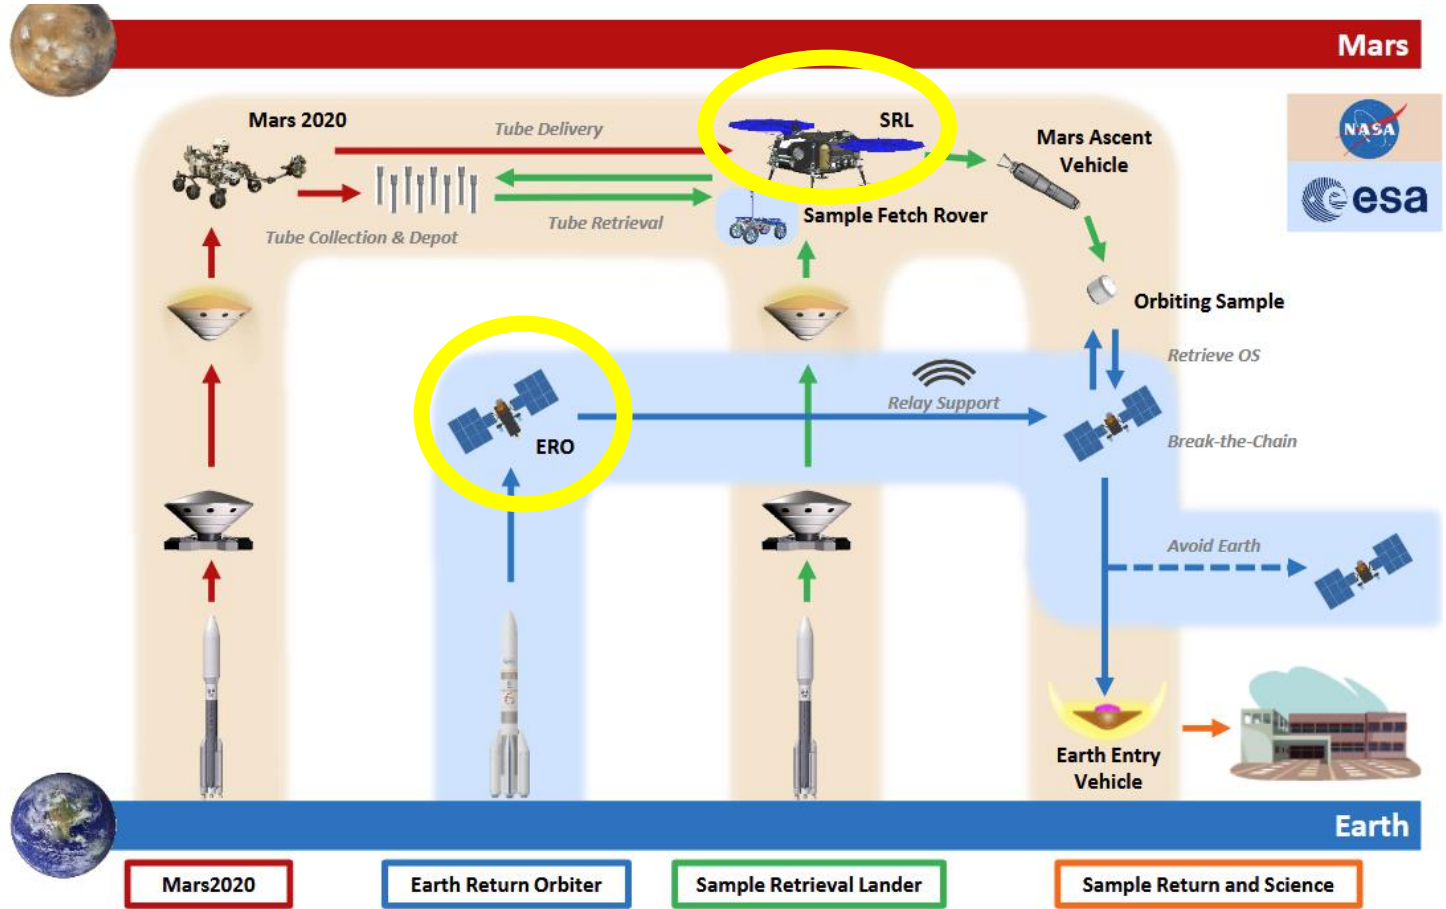 Mars
Mars 2020
Tube Delivery
SRL
Mars Ascent
Vehicle
NASA
esa
Tube Collection & Depot
Tube Retrieval
Sample Fetch Rover
Orbiting Sample
Retrieve OS
Relay Support
Break-the-Chain
ERO
Avoid Earth
Earth Entry
Vehicle
Earth
Mars2020
Earth Return Orbiter
Sample Retrieval Lander
Sample Return and Science